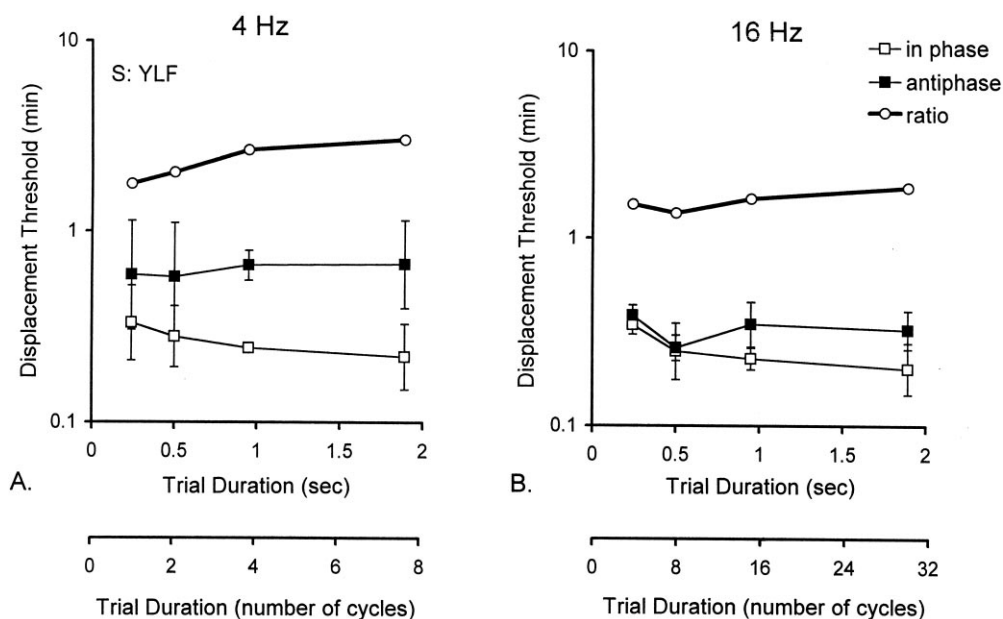 4 Hz
10
S: YLF
1
0.1
Displacement Threshold (min)
0 0.5 1 1.5 2
Trial Duration (sec)
A.
0 2 4 6 8
Trial Duration (number of cycles)
16 Hz
in phase
antiphase
ratio
10
1
0.1
Displacement Threshold (min)
0 0.5 1 1.5 2
Trial Duration (sec)
B.
0 8 16 24 32
Trial Duration (number of cycles)